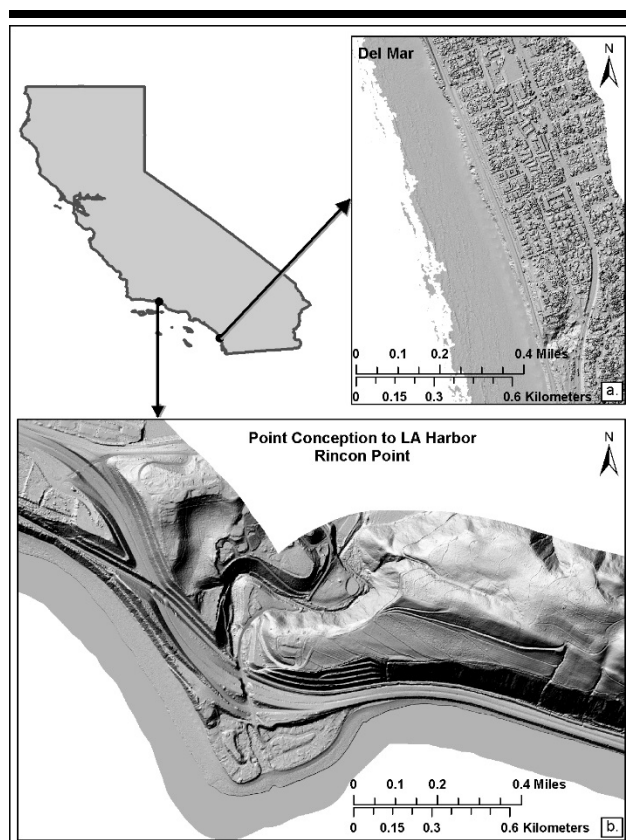 Del Mar
N
0 0.1 0.2 0.4 Miles
0 0.15 0.3 0.6 Kilometers
a.
Point Conception to LA Harbor
Rincon Point
N
0 0.1 0.2 0.4 Miles
0 0.15 0.3 0.6 Kilometers
b.